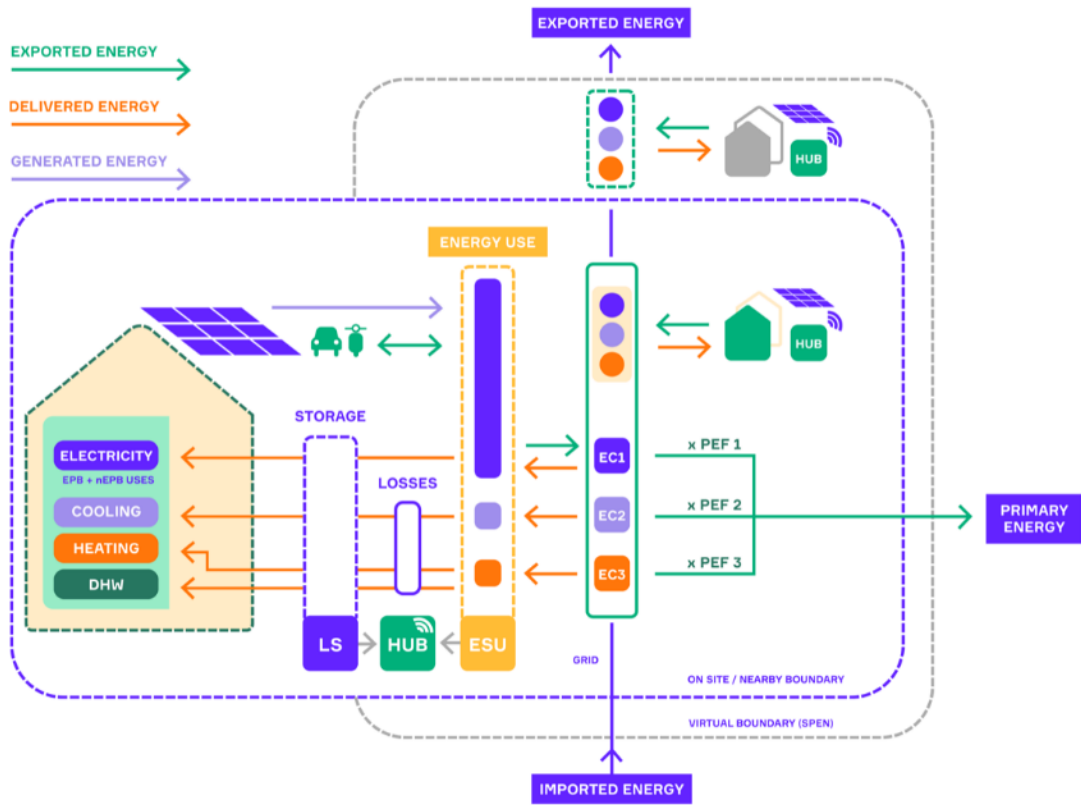 EXPORTED ENERGY
EXPORTED ENERGY
DELIVERED ENERGY
GENERATED ENERGY
HUB
ENERGY USE
HUB
STORAGE
LOSSES
ELECTRICITY
EPB + nEPB USES
COOLING
HEATING
DHW
EC1
EC2
EC3
x PEF 1
x PEF 2
x PEF 3
PRIMARY
ENERGY
LS
HUB
ESU
GRID
ON SITE / NEARBY BOUNDARY
VIRTUAL BOUNDARY (SPEN)
IMPORTED ENERGY